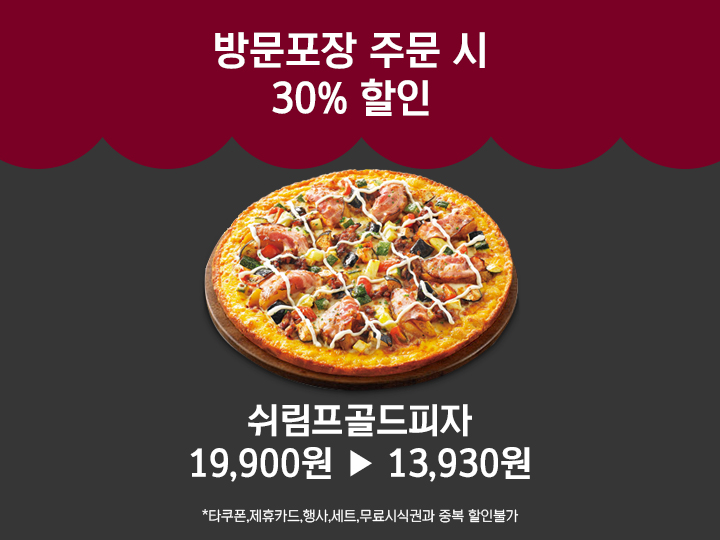 방문포장 주문 시
30% 할인
쉬림프골드피자
19,900원 ▶ 13,930원
*타쿠폰,제휴카드,행사,세트,무료시식권과 중복 할인불가